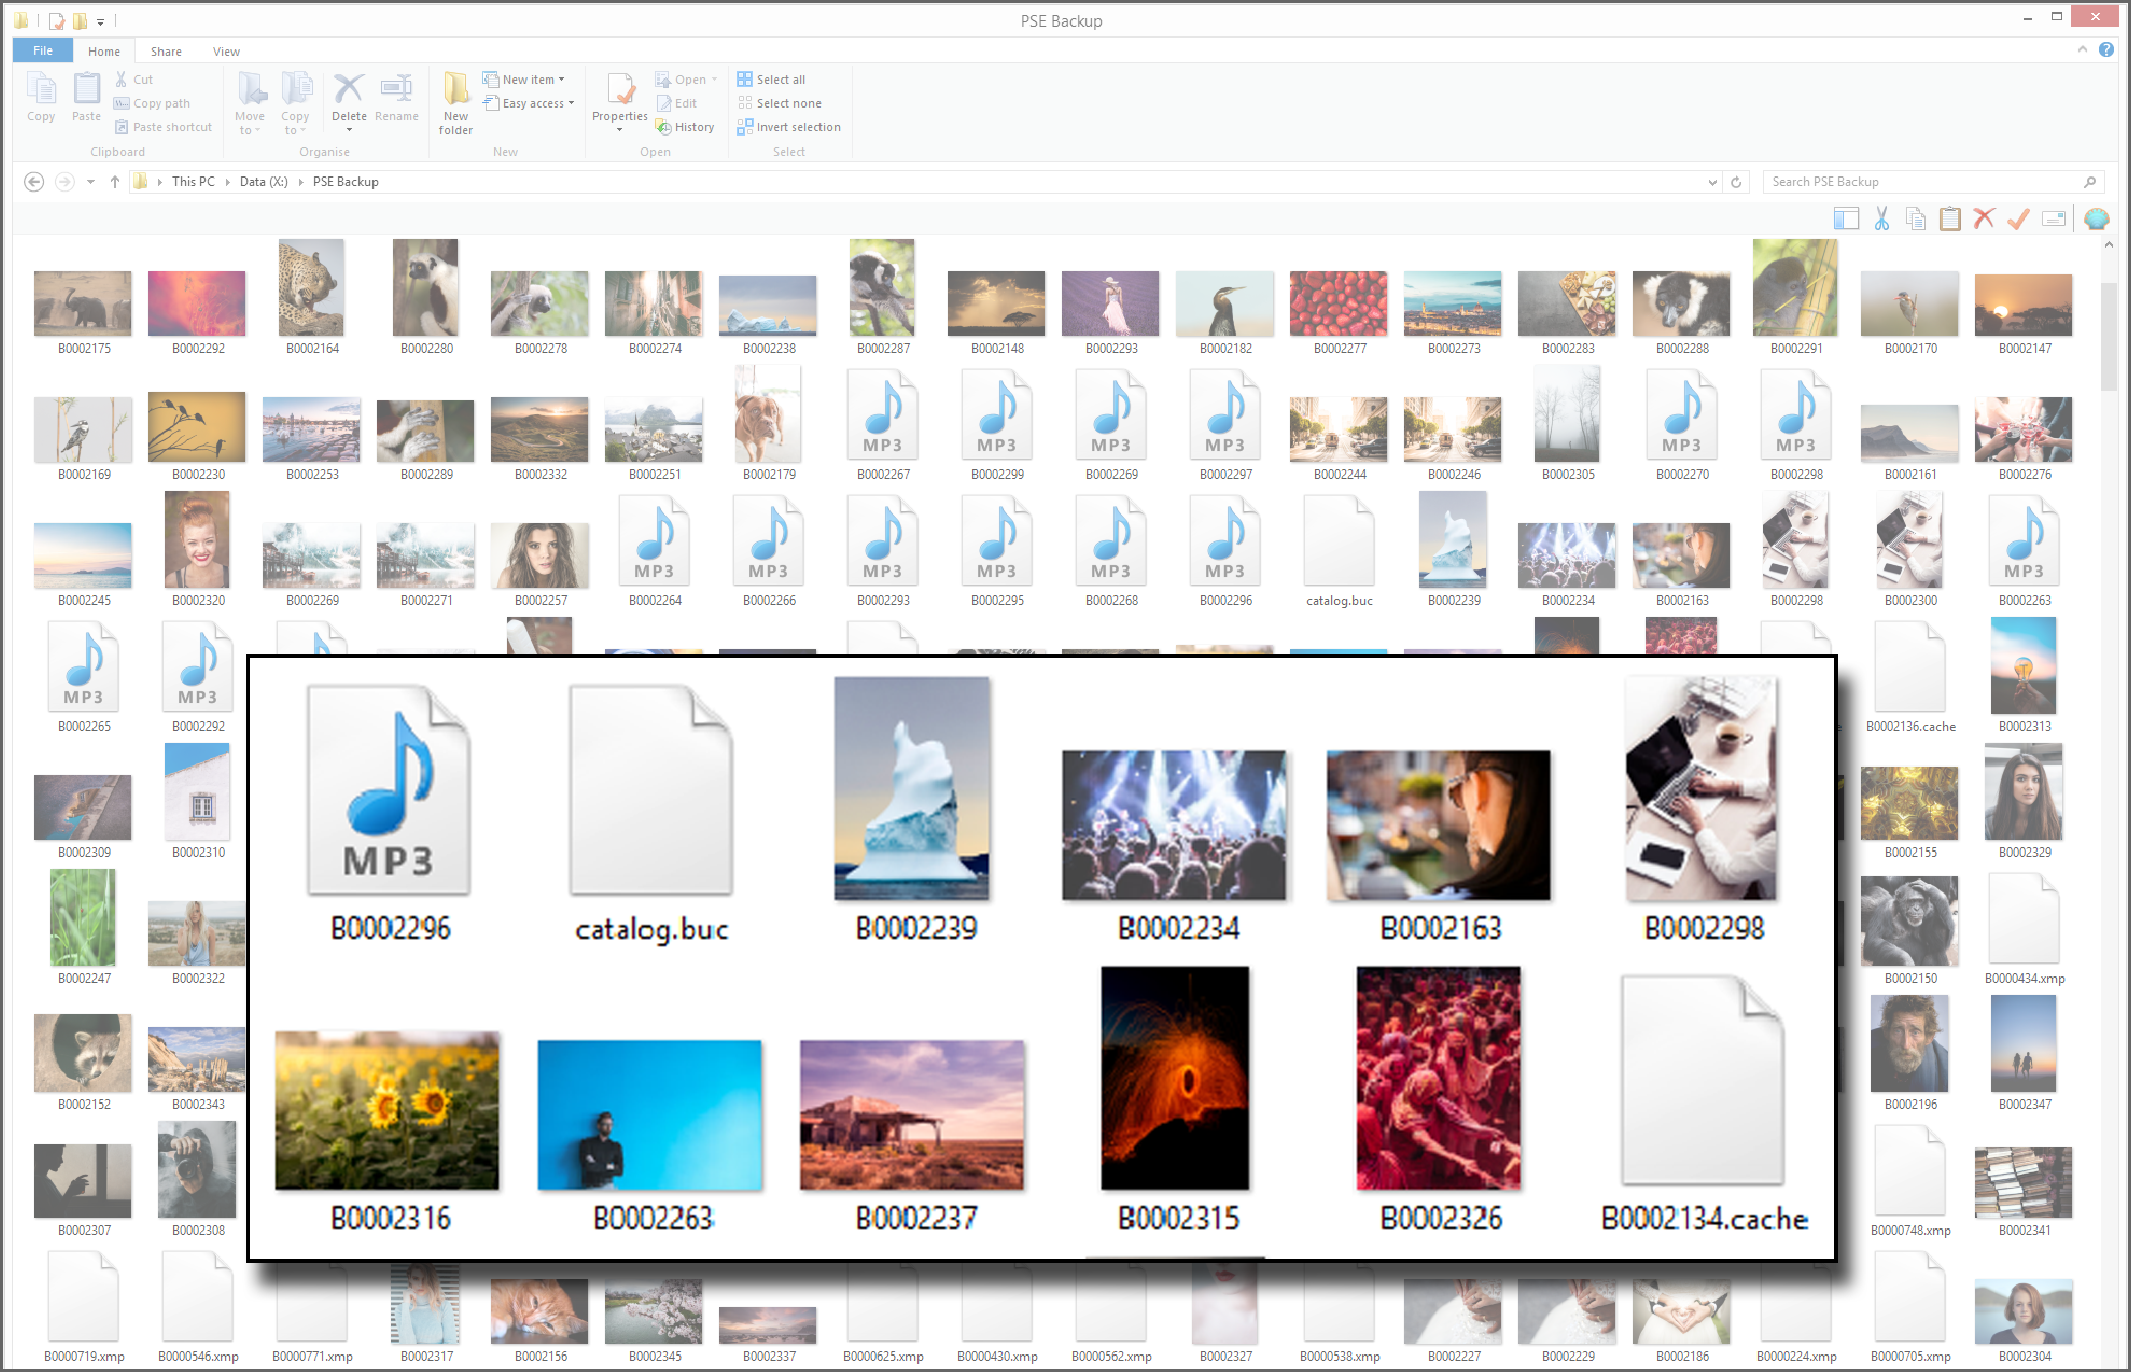 PSE Backup
File Home Share View
Copy
Paste
Cut
Copy path
Paste shortcut
Clipboard
Move to
Copy to
Delete
Rename
Organise
New folder
New item
Easy access
New
Properties
Open
Edit
History
Open
Select all
Select none
Invert selection
Select
This PC Data (X:) PSE Backup
Search PSE Backup
B0002175 B0002292 B0002164 B0002280 B0002278 B0002274 B0002238 B0002287 B0002148 B0002293 B0002182 B0002277 B0002273 B0002283 B0002288 B0002291 B0002170 B0002147
MP3 MP3 MP3 MP3 MP3 MP3
B0002169 B0002230 B0002253 B0002289 B0002332 B0002251 B0002179 B0002267 B0002299 B0002269 B0002297 B0002244 B0002246 B0002305 B0002270 B0002298 B0002161 B0002276
MP3 MP3 MP3 MP3 MP3 MP3 MP3
B0002245 B0002320 B0002269 B0002271 B0002257 B0002264 B0002266 B0002293 B0002295 B0002268 B0002296 catalog.buc B0002239 B0002234 B0002163 B0002298 B0002300 B0002263
MP3 MP3
B0002265 B0002292 B0002136.cache B0002313
MP3
B0002296 catalog.buc B0002239 B0002234 B0002163 B0002298
B0002316 B0002263 B0002237 B0002315 B0002326 B0002134.cache
B0002309 B0002310 B0002155 B0002329
B0002247 B0002322 B0002150 B0000434.xmp
B0002152 B0002343 B0002196 B0002347
B0002307 B0002308 B0000748.xmp B0002341
B0000719.xmp B0000546.xmp B0000771.xmp B0002317 B0002156 B0002345 B0002337 B0000625.xmp B0000430.xmp B0000562.xmp B0002327 B0000538.xmp B0002227 B0002229 B0002186 B0000224.xmp B0000705.xmp B0002304